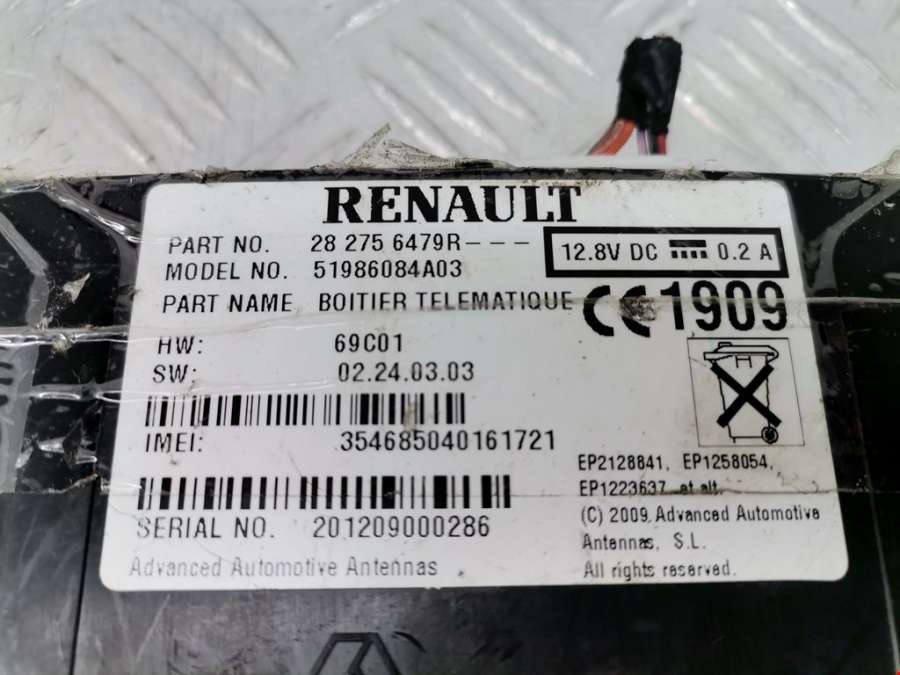 RENAULT
PART NO. 28 275 6479R---
MODEL NO. 51986084A03
12.8V DC 0.2 A
PART NAME BOITIER TELEMATIQUE
CE 1909
HW: 69C01
SW: 02.24.03.03
IMEI: 354685040161721
SERIAL NO. 201209000286
Advanced Automotive Antennas
EP2128841, EP1258054,
EP1223637, et alt.
(C) 2009, Advanced Automotive
Antennas, S.L.
All rights reserved.